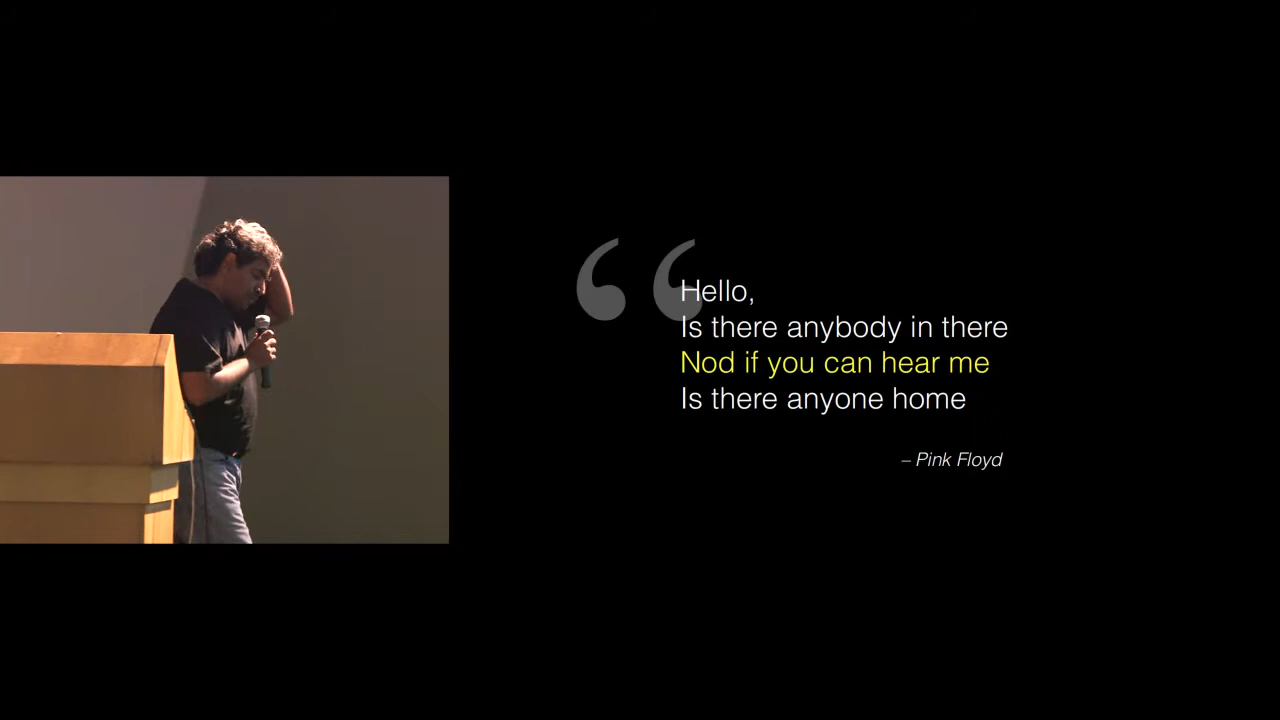 “
Hello,
Is there anybody in there
Nod if you can hear me
Is there anyone home
– Pink Floyd